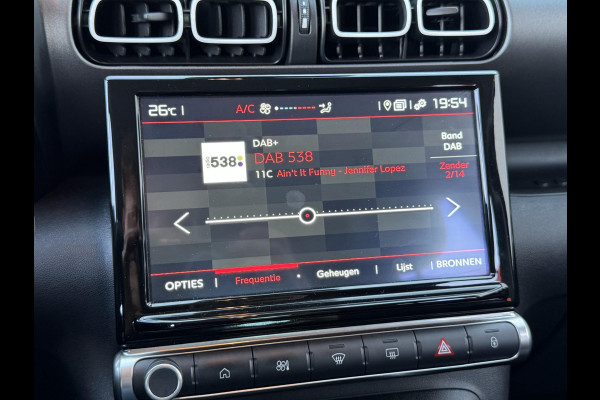 26°C A/C 19:54
DAB+
538 DAB 538
11C Ain't It Funny - Jennifer Lopez
Band
DAB
Zender
2/14
OPTIES Frequentie Geheugen Lijst BRONNEN